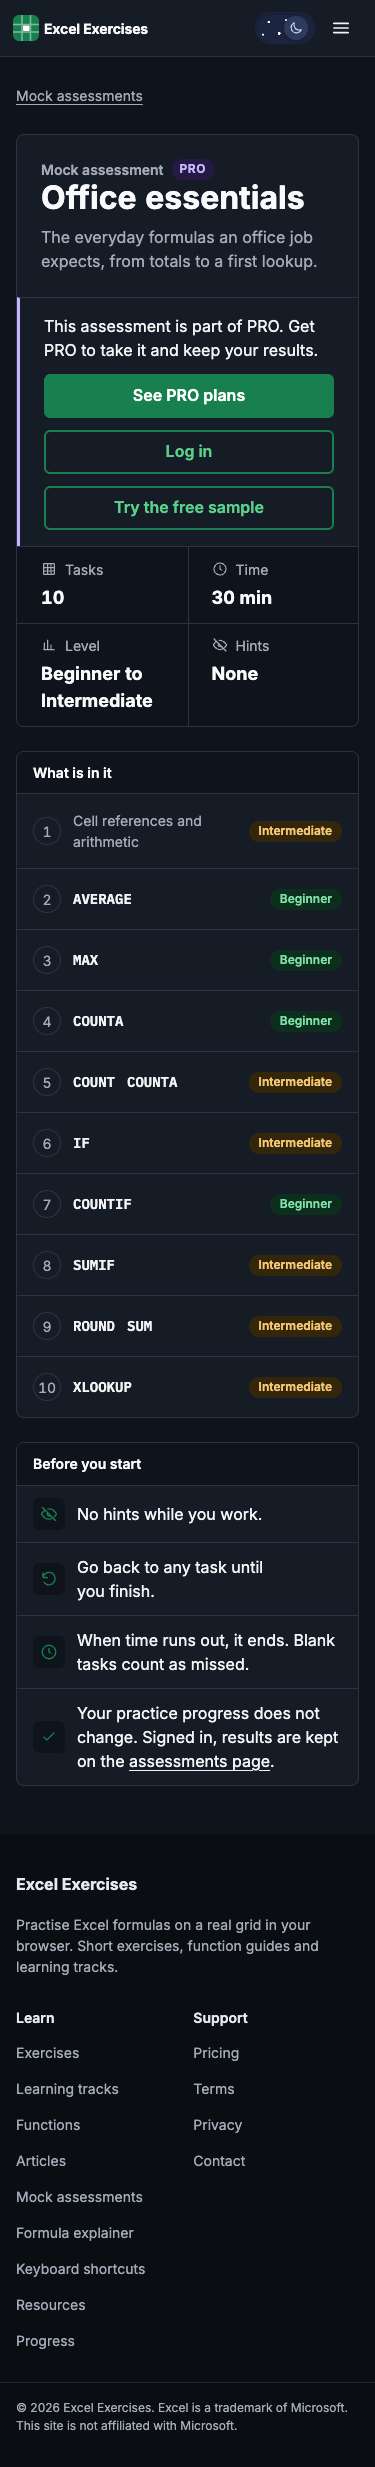 Excel Exercises
Mock assessments
Mock assessment PRO
Office essentials
The everyday formulas an office job
expects, from totals to a first lookup.
This assessment is part of PRO. Get
PRO to take it and keep your results.
See PRO plans
Log in
Try the free sample
Tasks
10
Time
30 min
Level
Beginner to
Intermediate
Hints
None
What is in it
1 Cell references and
arithmetic Intermediate
2 AVERAGE Beginner
3 MAX Beginner
4 COUNTA Beginner
5 COUNT COUNTA Intermediate
6 IF Intermediate
7 COUNTIF Beginner
8 SUMIF Intermediate
9 ROUND SUM Intermediate
10 XLOOKUP Intermediate
Before you start
No hints while you work.
Go back to any task until
you finish.
When time runs out, it ends. Blank
tasks count as missed.
Your practice progress does not
change. Signed in, results are kept
on the assessments page.
Excel Exercises
Practise Excel formulas on a real grid in your
browser. Short exercises, function guides and
learning tracks.
Learn
Exercises
Learning tracks
Functions
Articles
Mock assessments
Formula explainer
Keyboard shortcuts
Resources
Progress
Support
Pricing
Terms
Privacy
Contact
© 2026 Excel Exercises. Excel is a trademark of Microsoft.
This site is not affiliated with Microsoft.